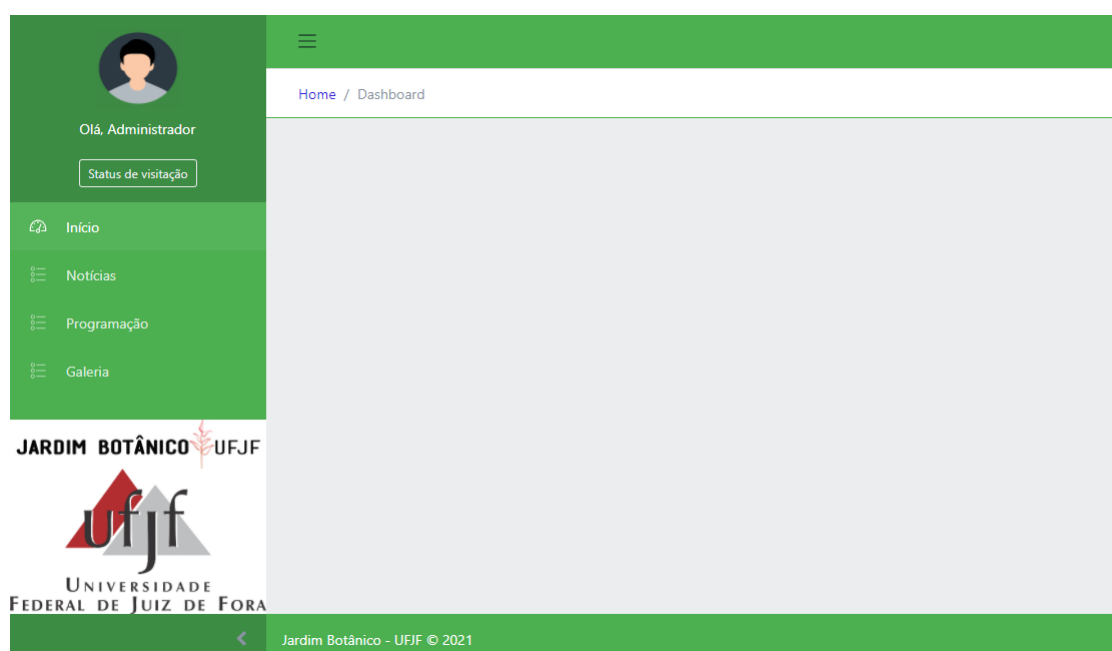 Olá, Administrador
Status de visitação
Início
Notícias
Programação
Galeria
JARDIM BOTÂNICO UFJF
ufjf
UNIVERSIDADE
FEDERAL DE JUIZ DE FORA
Home / Dashboard
Jardim Botânico - UFJF © 2021